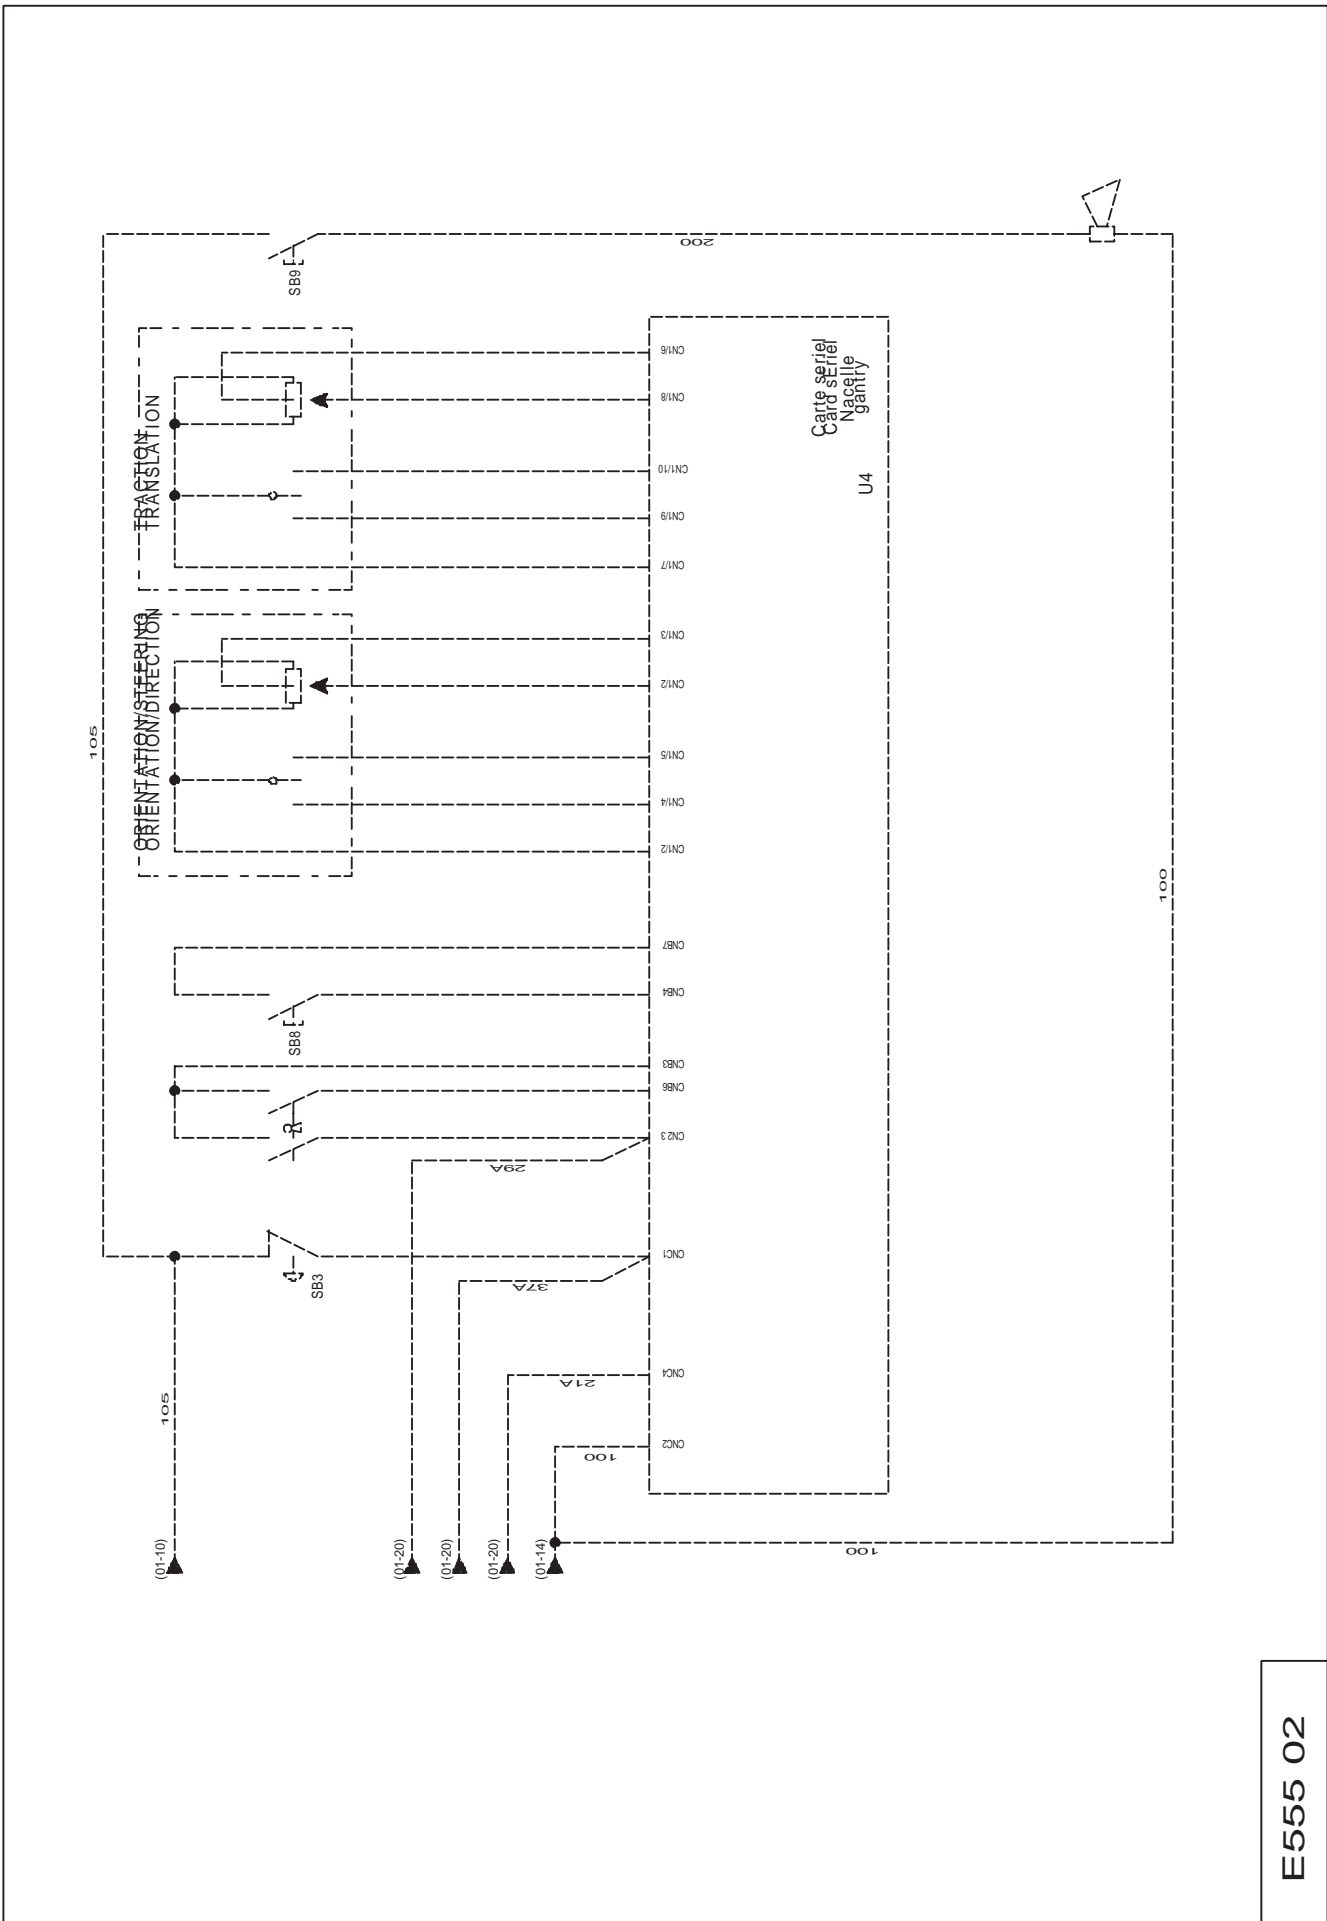 200
SB9
CN1/6
CN1/8
CN1/10
CN1/9
CN1/7
TRACTION
TRANSLATION
Carte seriel
Card sEriel
Nacelle
gantry
U4
CN1/3
CN1/2
CN1/5
CN1/4
CN1/2
ORIENTATION/STEERING
ORIENTATION/DIRECTION
105
100
CNB7
CNB4
SB8
CNB3
CNB6
CN2 3
29A
CNC1
SB3
37A
CNC4
21A
105
CNC2
100
(01-10)
(01-20)
(01-20)
(01-20)
(01-14)
100
E555 02